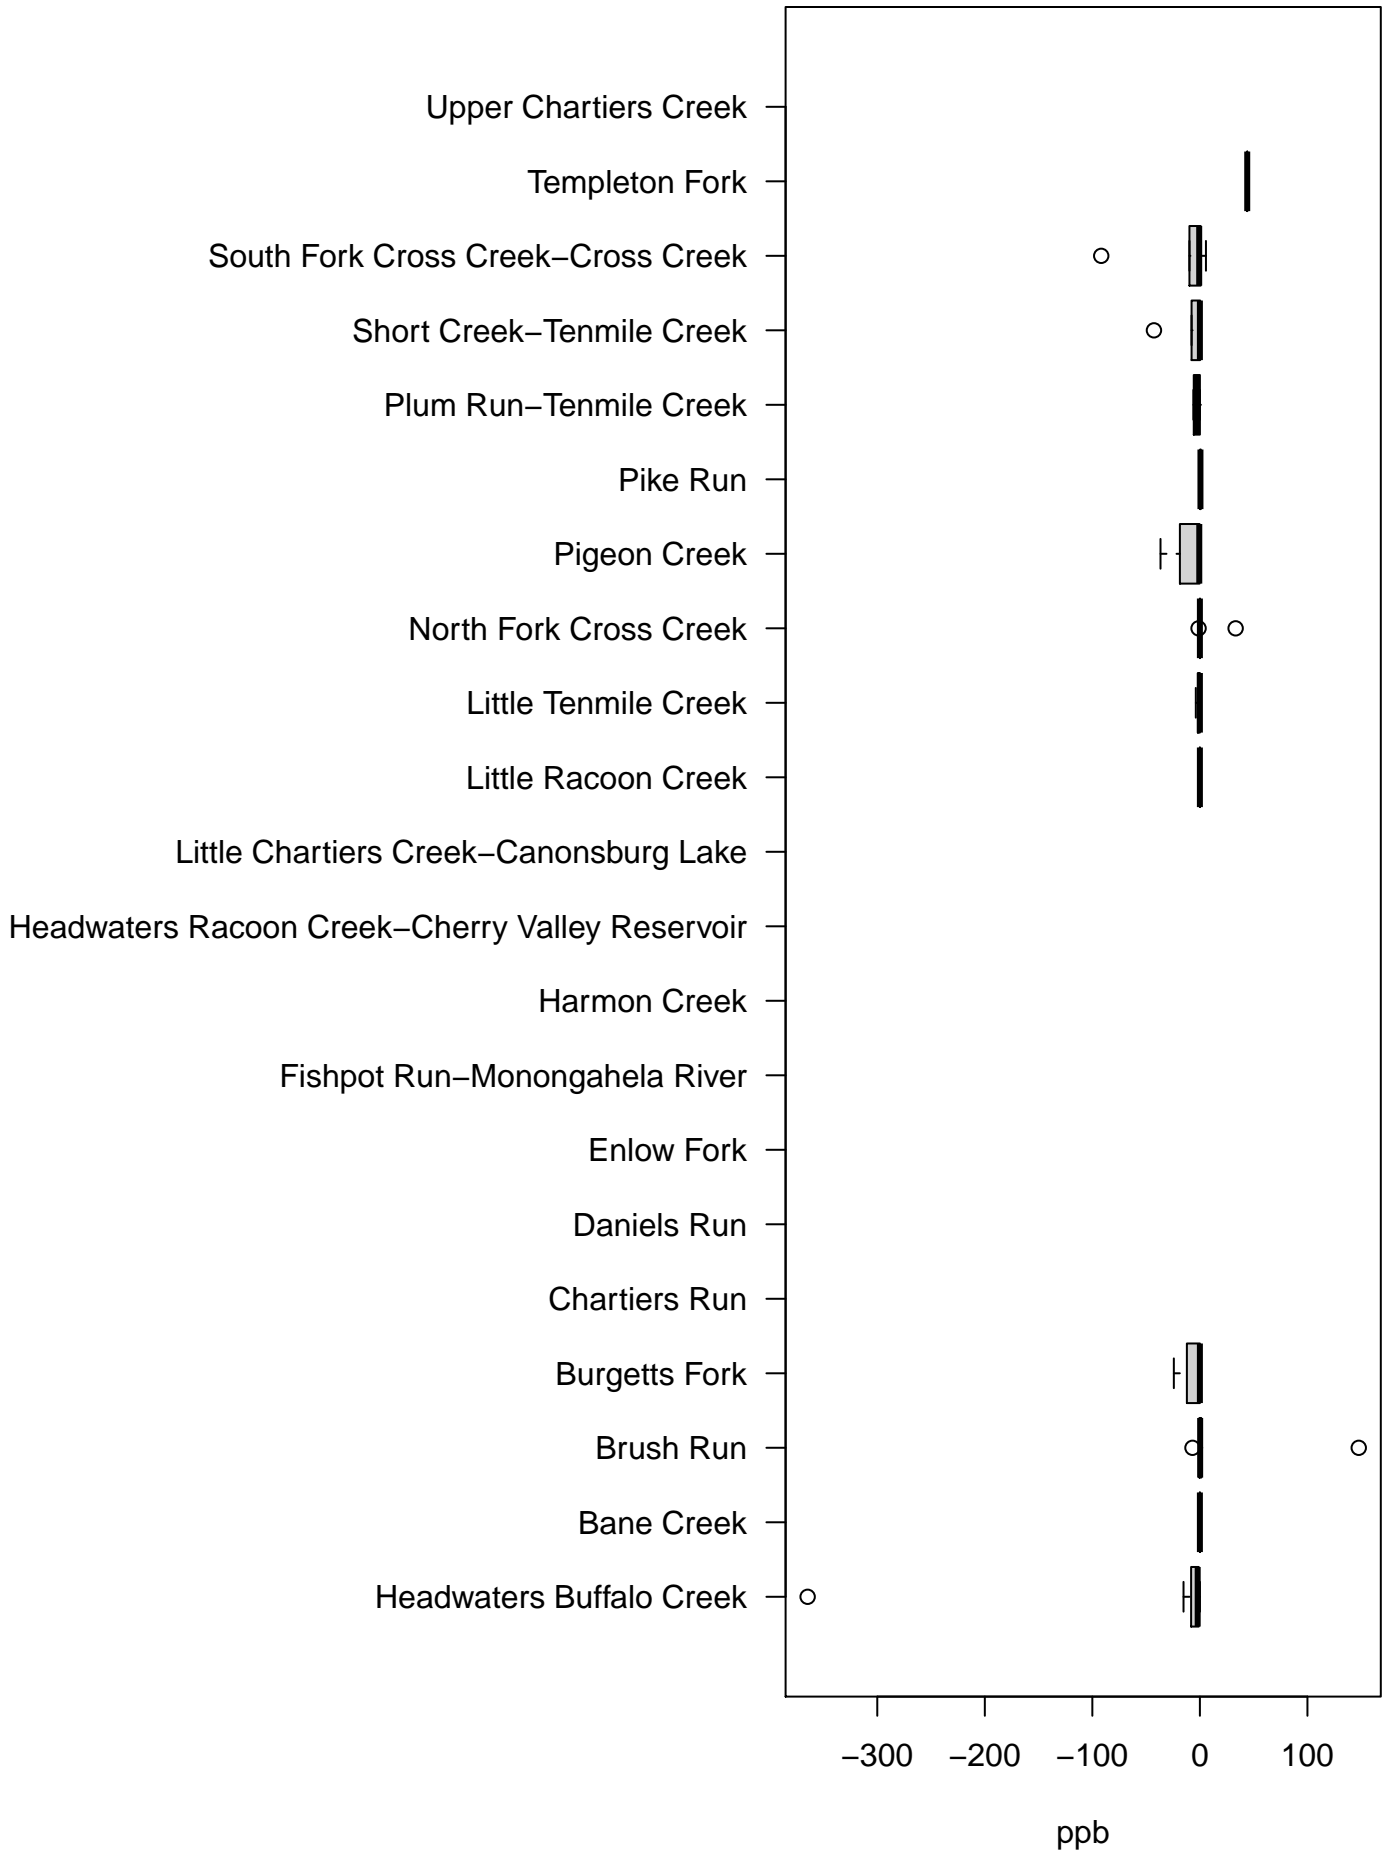 Upper Chartiers Creek
Templeton Fork
South Fork Cross Creek−Cross Creek
Short Creek−Tenmile Creek
Plum Run−Tenmile Creek
Pike Run
Pigeon Creek
North Fork Cross Creek
Little Tenmile Creek
Little Racoon Creek
Little Chartiers Creek−Canonsburg Lake
Headwaters Racoon Creek−Cherry Valley Reservoir
Harmon Creek
Fishpot Run−Monongahela River
Enlow Fork
Daniels Run
Chartiers Run
Burgetts Fork
Brush Run
Bane Creek
Headwaters Buffalo Creek
−300 −200 −100 0 100
ppb